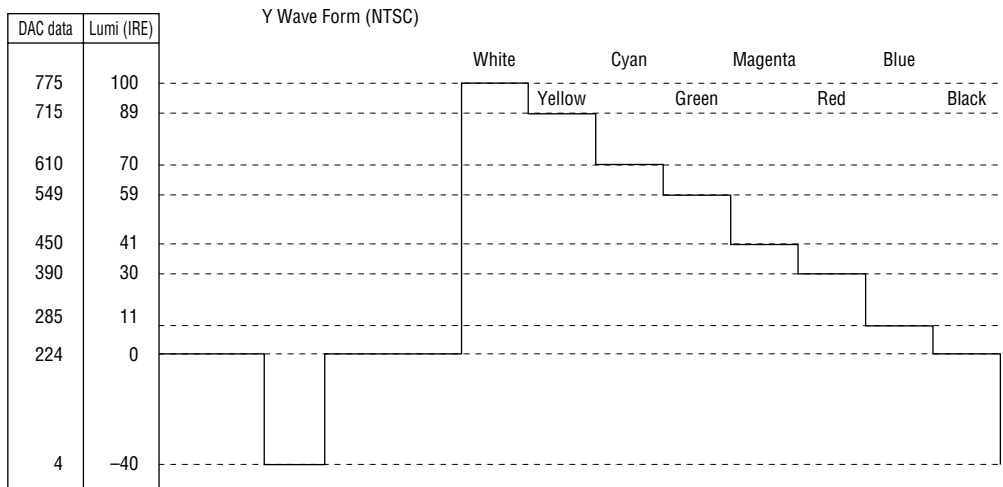 Y Wave Form (NTSC)
DAC data Lumi (IRE)
White Cyan Magenta Blue
775 100
Yellow Green Red Black
715 89
610 70
549 59
450 41
390 30
285 11
224 0
4 –40